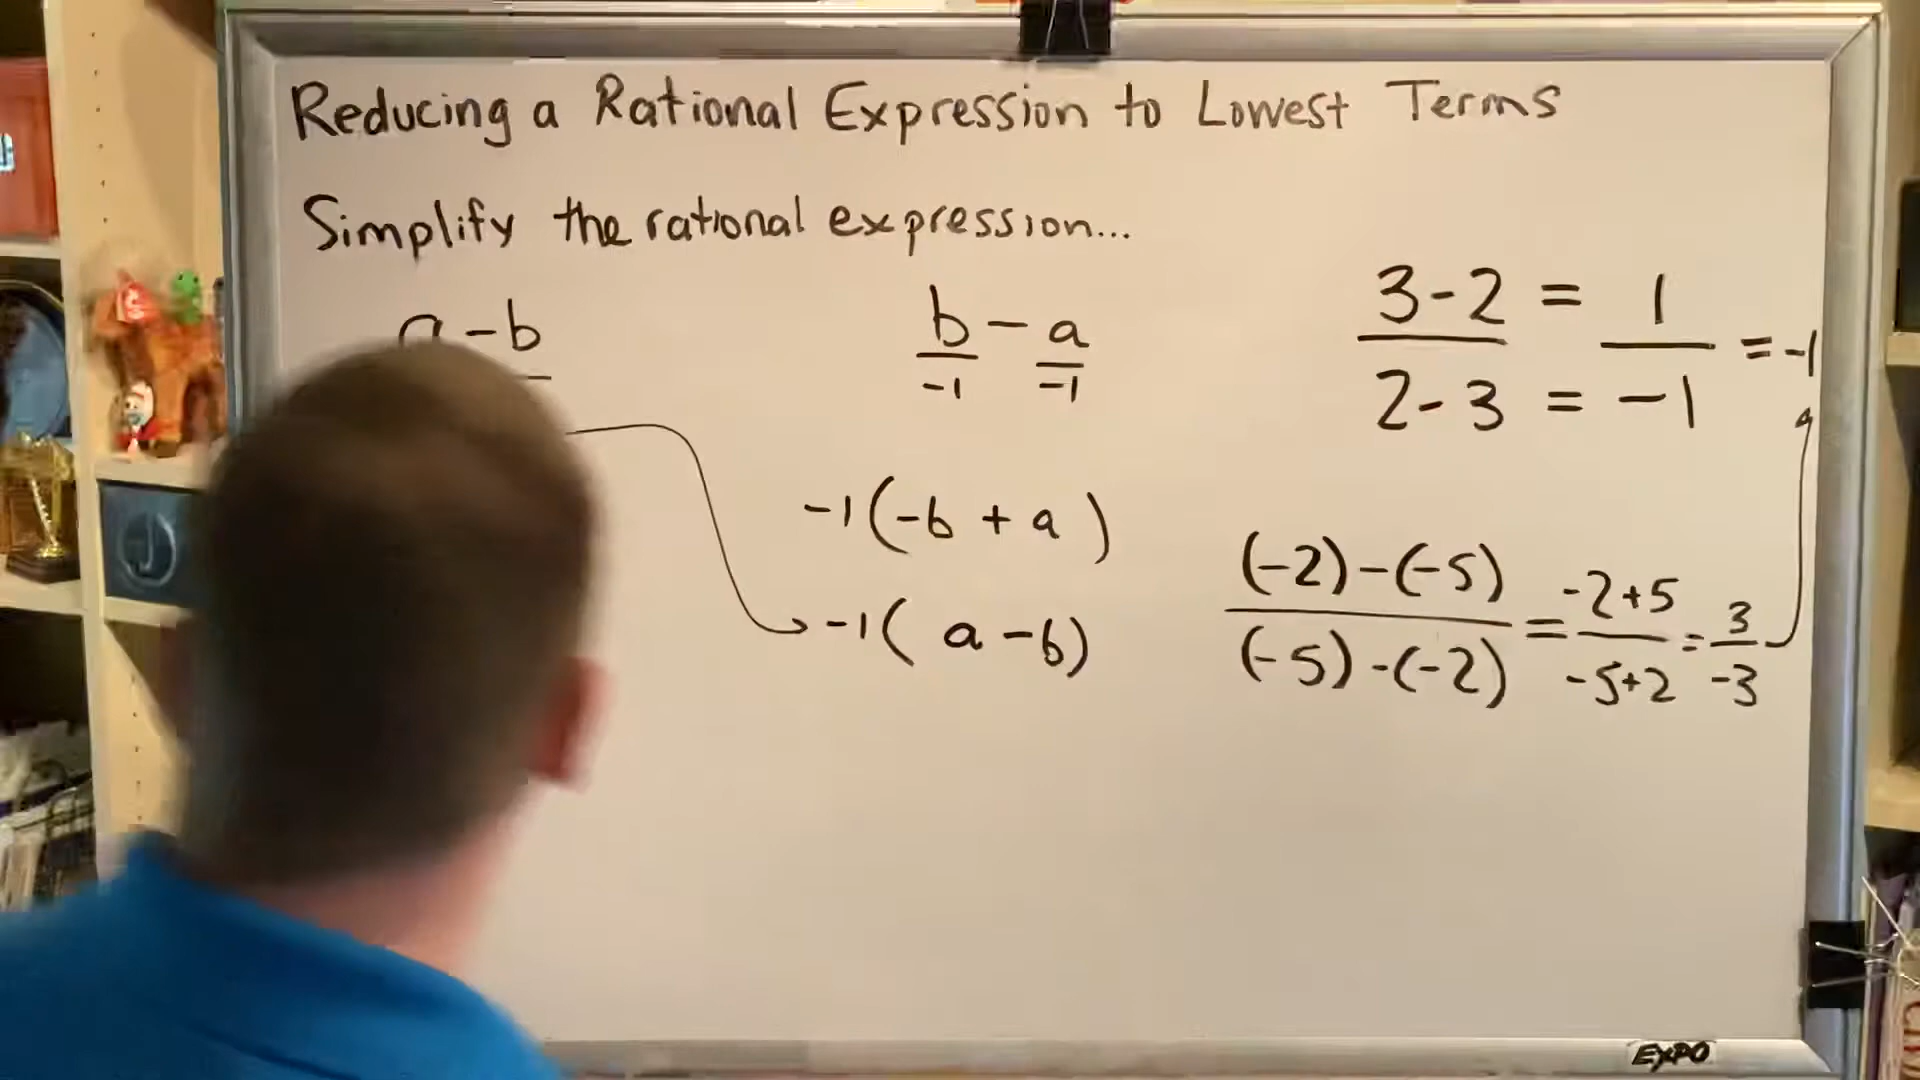 Reducing a Rational Expression to Lowest Terms
Simplify the rational expression...
a - b
b - a
-1 -1
-1(-b + a)
-1(a - b)
3-2 = 1
= -1
2-3 = -1
(-2)-(-5) = -2+5 = 3
(-5)-(-2) -5+2 -3
EXPO